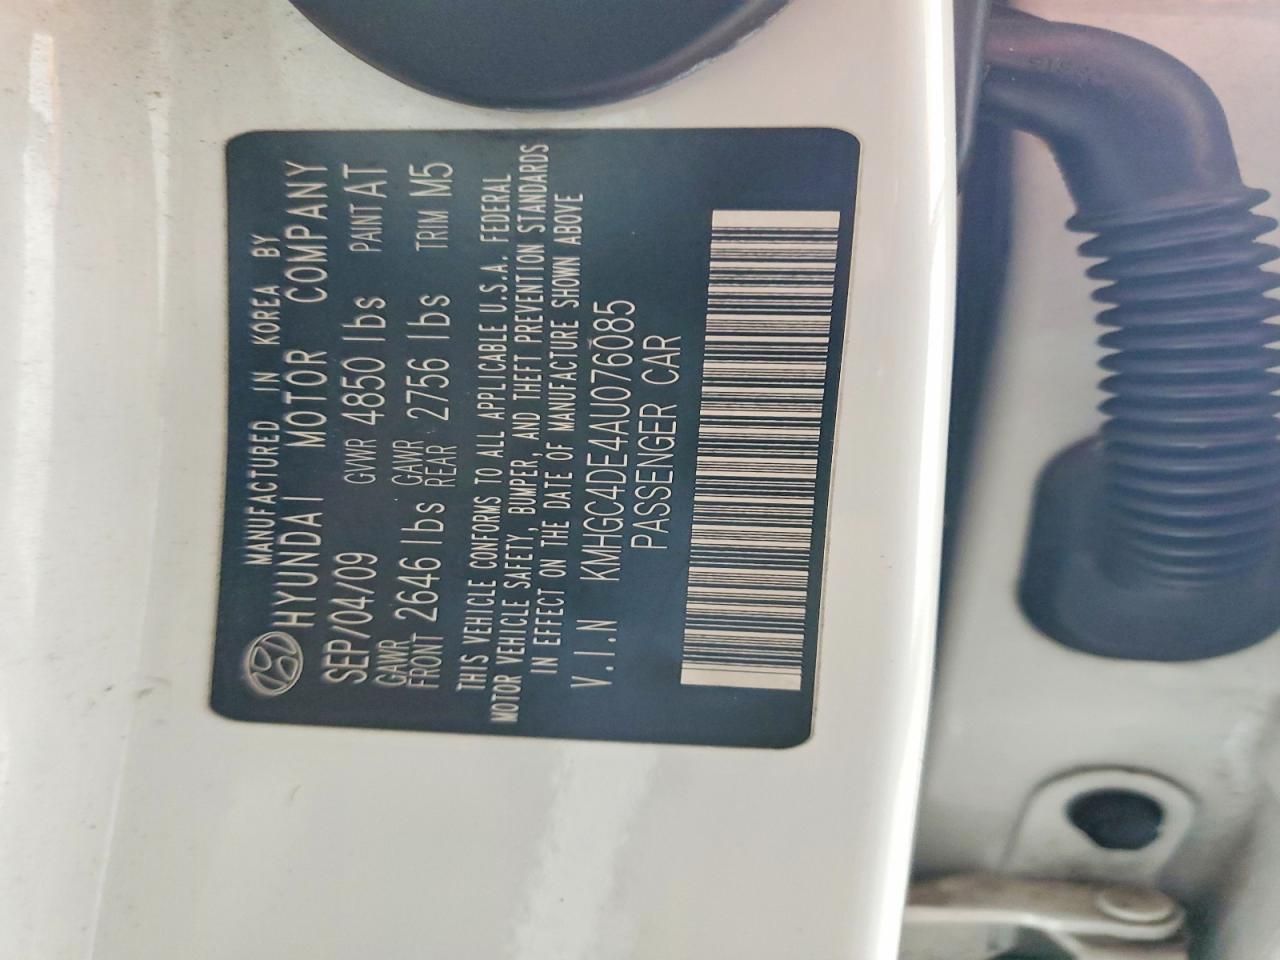 MANUFACTURED IN KOREA BY
HYUNDAI MOTOR COMPANY
SEP/04/09 GVWR 4850 lbs PAINT AT
GAWR FRONT 2646 lbs GAWR REAR 2756 lbs TRIM M5
THIS VEHICLE CONFORMS TO ALL APPLICABLE U.S.A. FEDERAL
MOTOR VEHICLE SAFETY, BUMPER, AND THEFT PREVENTION STANDARDS
IN EFFECT ON THE DATE OF MANUFACTURE SHOWN ABOVE
V.I.N KMHGC4DE4AU076085
PASSENGER CAR